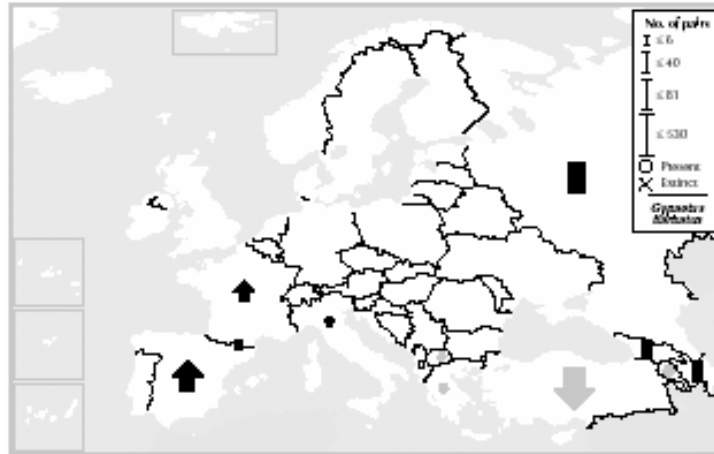 No. of pairs
≤ 6
≤ 40
≤ 81
≤ 530
Present
Extinct
Gypaetus
barbatus